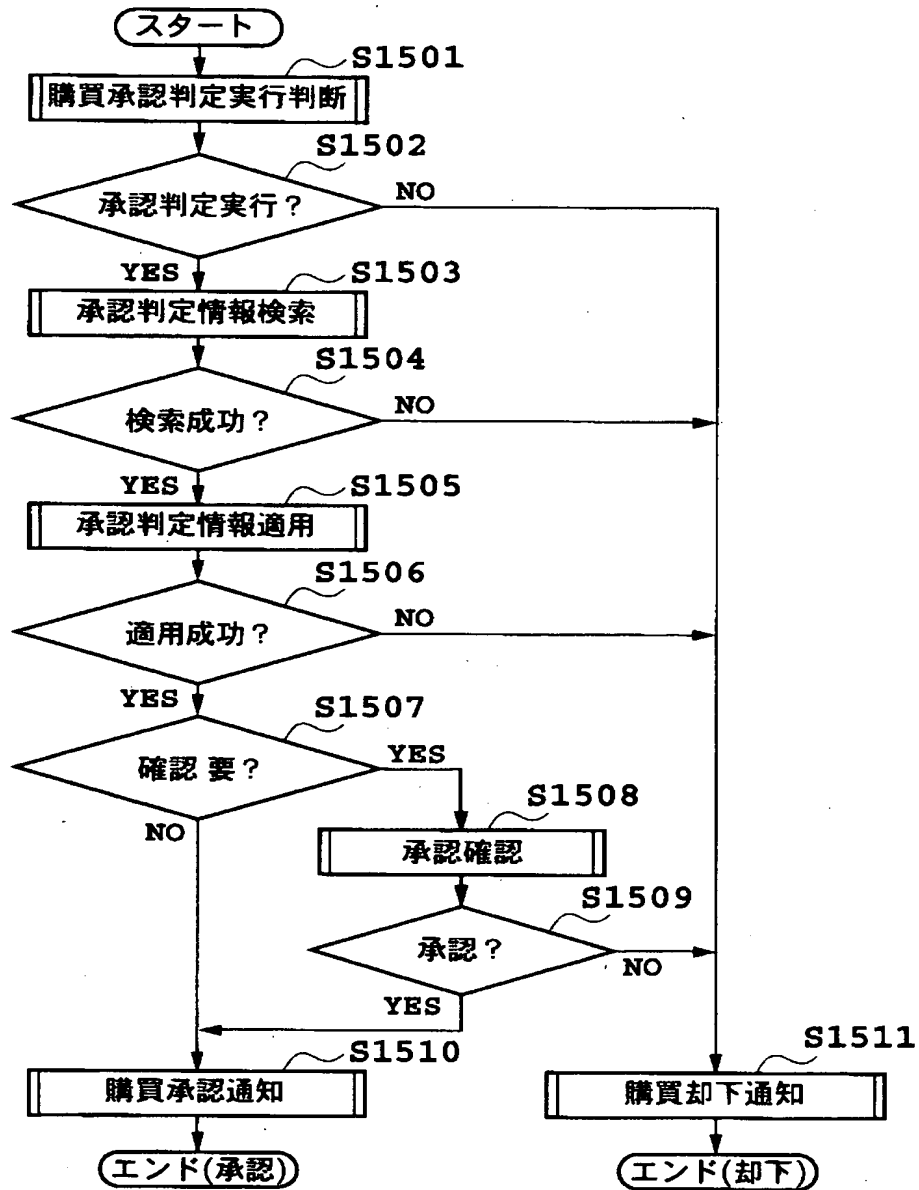 スタート
S1501
購買承認判定実行判断
S1502
承認判定実行？
NO
YES
S1503
承認判定情報検索
S1504
検索成功？
NO
YES
S1505
承認判定情報適用
S1506
適用成功？
NO
YES
S1507
確認 要？
YES
NO
S1508
承認確認
S1509
承認？
NO
YES
S1510
購買承認通知
S1511
購買却下通知
エンド(承認)
エンド(却下)